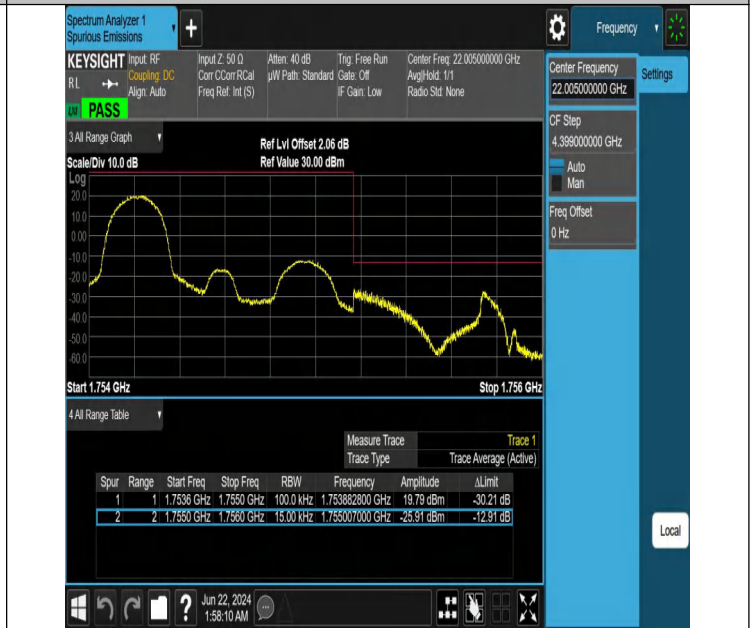 Spectrum Analyzer 1
Spurious Emissions
+
Frequency
KEYSIGHT Input: RF Input Z: 50 Ω Atten: 40 dB Trig: Free Run Center Freq: 22.005000000 GHz
RL Coupling: DC Corr CCorr RCal µW Path: Standard Gate: Off Avg|Hold: 1/1
Align: Auto Freq Ref: Int (S) IF Gain: Low Radio Std: None
PASS
Center Frequency
22.005000000 GHz
Settings
CF Step
4.399000000 GHz
Auto
Man
Freq Offset
0 Hz
3 All Range Graph
Ref Lvl Offset 2.06 dB
Scale/Div 10.0 dB Ref Value 30.00 dBm
Log
20.0
10.0
0.00
-10.0
-20.0
-30.0
-40.0
-50.0
-60.0
Start 1.754 GHz Stop 1.756 GHz
4 All Range Table
Measure Trace Trace 1
Trace Type Trace Average (Active)
Spur Range Start Freq Stop Freq RBW Frequency Amplitude ΔLimit
1 1 1.7536 GHz 1.7550 GHz 100.0 kHz 1.753882800 GHz 19.79 dBm -30.21 dB
2 2 1.7550 GHz 1.7560 GHz 15.00 kHz 1.755007000 GHz -25.91 dBm -12.91 dB
Local
? Jun 22, 2024
1:58:10 AM